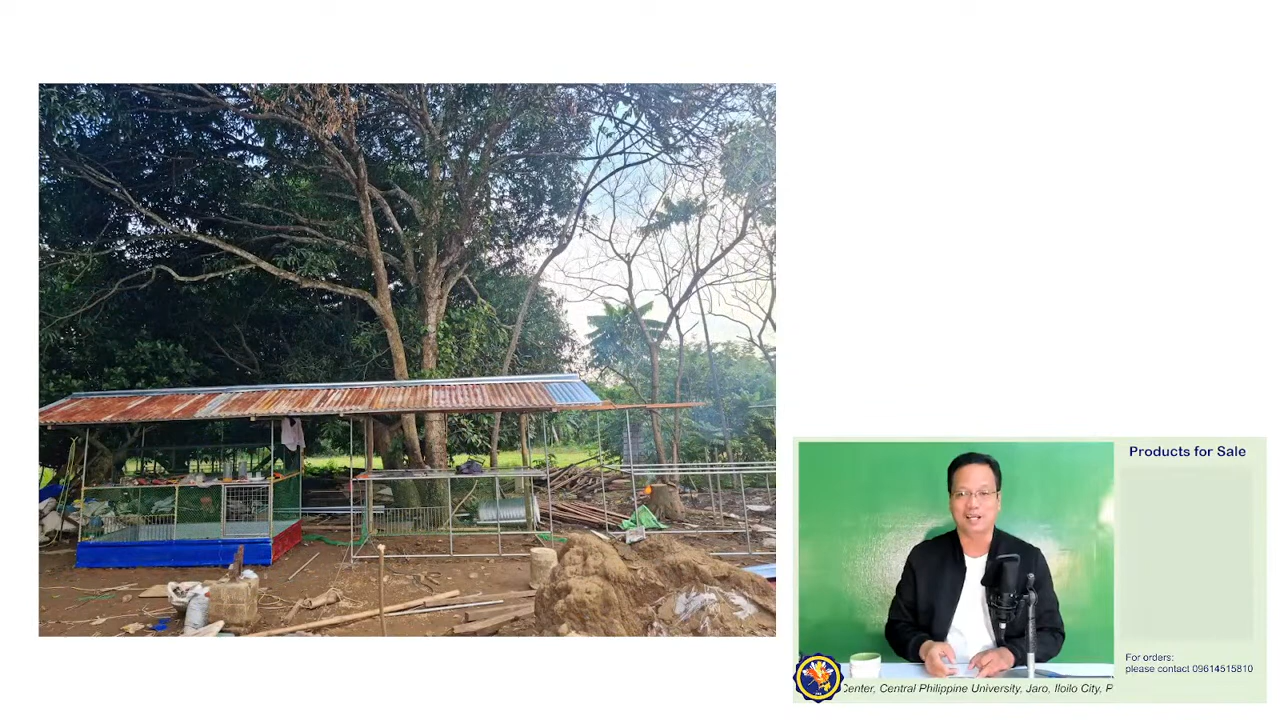 Products for Sale
For orders:
please contact 09614515810
Center, Central Philippine University, Jaro, Iloilo City, P